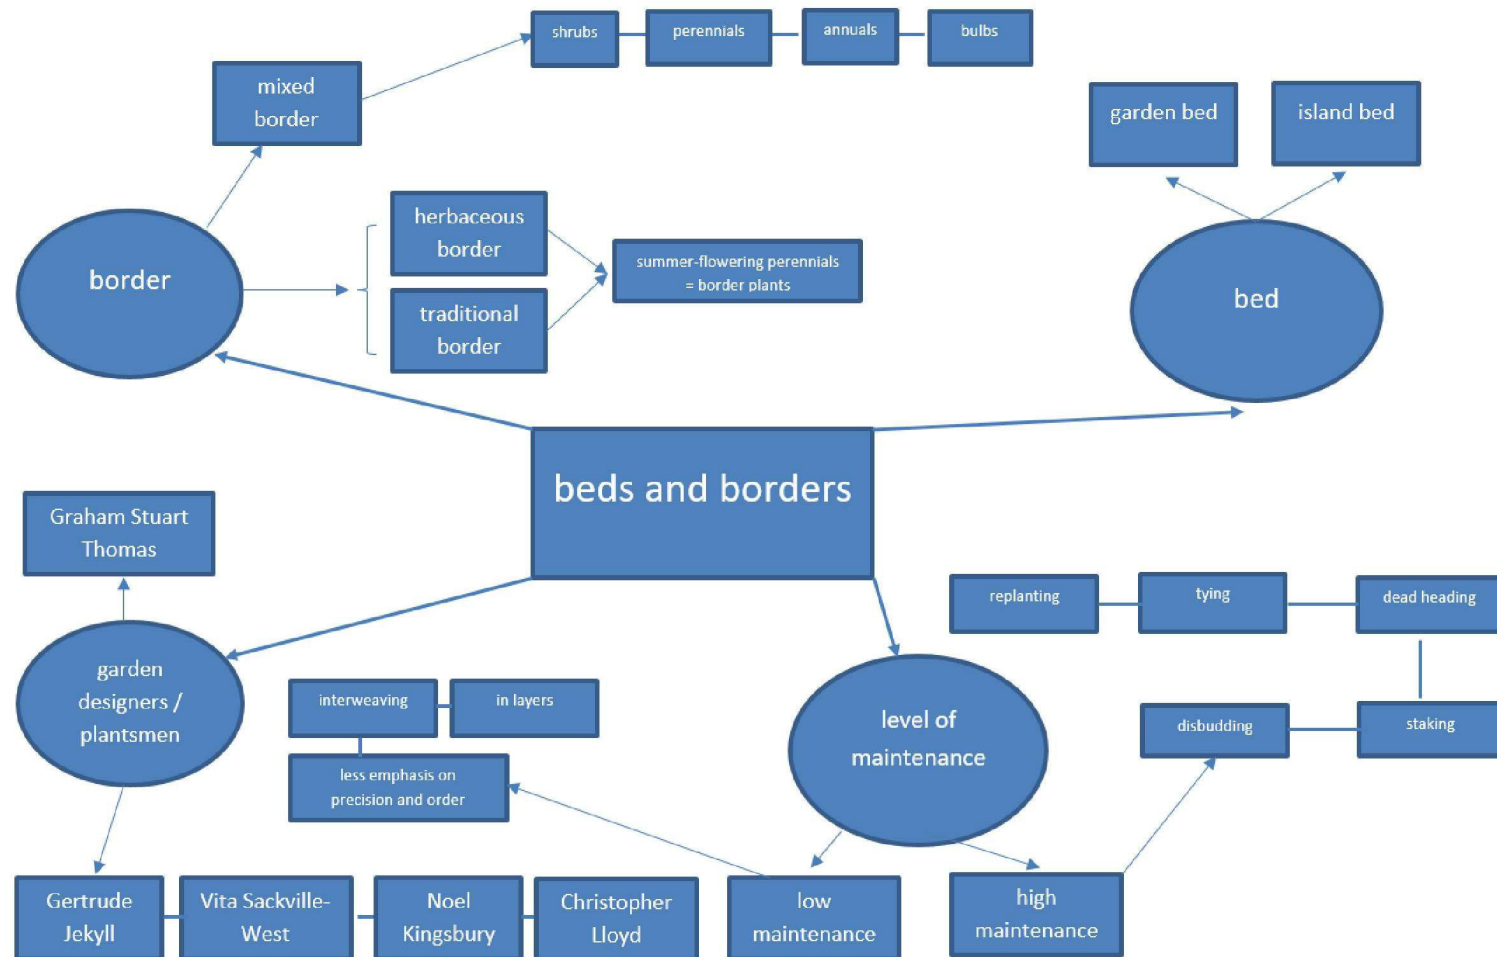 shrubs
perennials
annuals
bulbs
mixed
border
garden bed
island bed
herbaceous
border
summer-flowering perennials
= border plants
border
traditional
border
bed
beds and borders
Graham Stuart
Thomas
replanting
tying
dead heading
garden
designers /
plantsmen
interweaving
in layers
level of
maintenance
disbudding
staking
less emphasis on
precision and order
Gertrude
Jekyll
Vita Sackville-
West
Noel
Kingsbury
Christopher
Lloyd
low
maintenance
high
maintenance